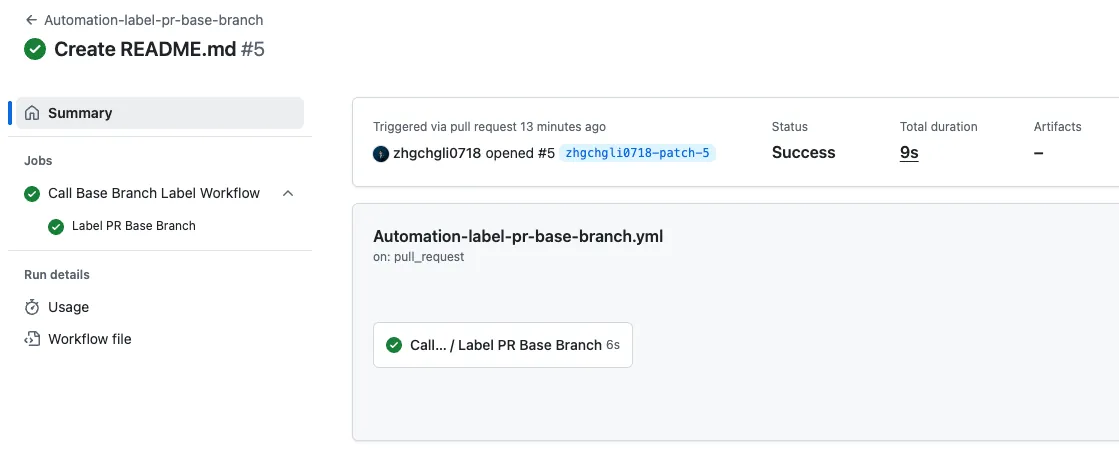 Automation-label-pr-base-branch
Create README.md #5
Summary
Jobs
Call Base Branch Label Workflow
Label PR Base Branch
Run details
Usage
Workflow file
Triggered via pull request 13 minutes ago
zhgchgli0718 opened #5 zhgchgli0718-patch-5
Status
Success
Total duration
9s
Artifacts
–
Automation-label-pr-base-branch.yml
on: pull_request
Call... / Label PR Base Branch 6s